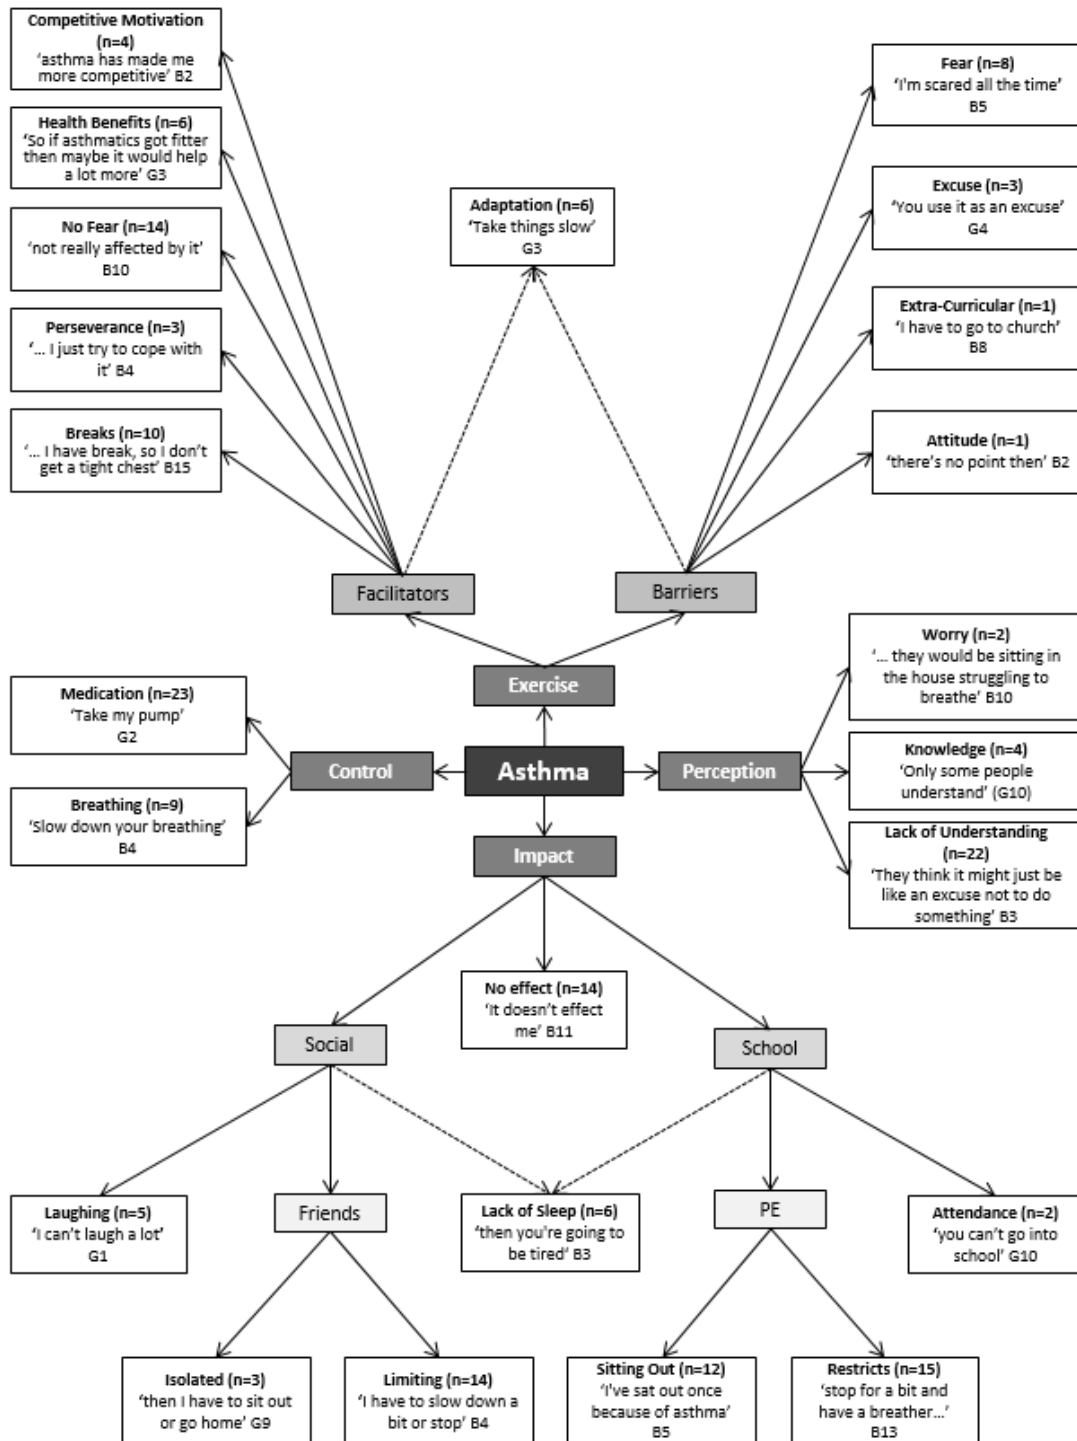 Competitive Motivation
(n=4)
‘asthma has made me
more competitive’ B2
Health Benefits (n=6)
‘So if asthmatics got fitter
then maybe it would help
a lot more’ G3
No Fear (n=14)
‘not really affected by it’
B10
Perseverance (n=3)
‘... I just try to cope with
it’ B4
Breaks (n=10)
‘... I have break, so I don’t
get a tight chest’ B15
Adaptation (n=6)
‘Take things slow’
G3
Fear (n=8)
‘I'm scared all the time’
B5
Excuse (n=3)
‘You use it as an excuse’
G4
Extra-Curricular (n=1)
‘I have to go to church’
B8
Attitude (n=1)
‘there’s no point then’ B2
Facilitators
Barriers
Exercise
Medication (n=23)
‘Take my pump’
G2
Breathing (n=9)
‘Slow down your breathing’
B4
Control
Asthma
Perception
Worry (n=2)
‘... they would be sitting in
the house struggling to
breathe’ B10
Knowledge (n=4)
‘Only some people
understand’ (G10)
Lack of Understanding
(n=22)
‘They think it might just be
like an excuse not to do
something’ B3
Impact
No effect (n=14)
‘It doesn’t effect
me’ B11
Social
School
Laughing (n=5)
‘I can’t laugh a lot’
G1
Friends
Lack of Sleep (n=6)
‘then you're going to
be tired’ B3
PE
Attendance (n=2)
‘you can’t go into
school’ G10
Isolated (n=3)
‘then I have to sit out
or go home’ G9
Limiting (n=14)
‘I have to slow down a
bit or stop’ B4
Sitting Out (n=12)
‘I've sat out once
because of asthma’
B5
Restricts (n=15)
‘stop for a bit and
have a breather...’
B13